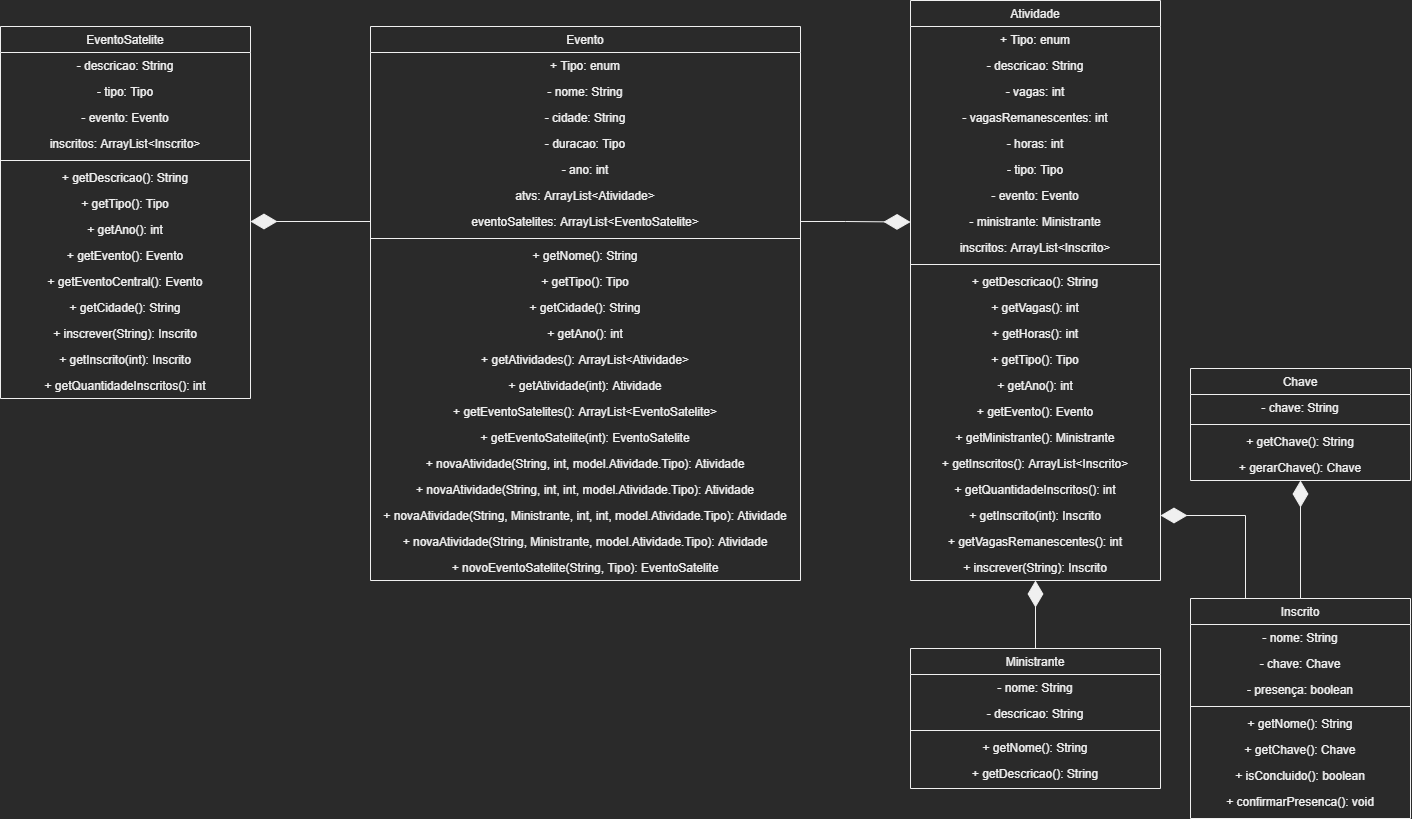 EventoSatelite
- descricao: String
- tipo: Tipo
- evento: Evento
inscritos: ArrayList<Inscrito>
+ getDescricao(): String
+ getTipo(): Tipo
+ getAno(): int
+ getEvento(): Evento
+ getEventoCentral(): Evento
+ getCidade(): String
+ inscrever(String): Inscrito
+ getInscrito(int): Inscrito
+ getQuantidadeInscritos(): int
Evento
+ Tipo: enum
- nome: String
- cidade: String
- duracao: Tipo
- ano: int
atvs: ArrayList<Atividade>
eventoSatelites: ArrayList<EventoSatelite>
+ getNome(): String
+ getTipo(): Tipo
+ getCidade(): String
+ getAno(): int
+ getAtividades(): ArrayList<Atividade>
+ getAtividade(int): Atividade
+ getEventoSatelites(): ArrayList<EventoSatelite>
+ getEventoSatelite(int): EventoSatelite
+ novaAtividade(String, int, model.Atividade.Tipo): Atividade
+ novaAtividade(String, int, int, model.Atividade.Tipo): Atividade
+ novaAtividade(String, Ministrante, int, int, model.Atividade.Tipo): Atividade
+ novaAtividade(String, Ministrante, model.Atividade.Tipo): Atividade
+ novoEventoSatelite(String, Tipo): EventoSatelite
Atividade
+ Tipo: enum
- descricao: String
- vagas: int
- vagasRemanescentes: int
- horas: int
- tipo: Tipo
- evento: Evento
- ministrante: Ministrante
inscritos: ArrayList<Inscrito>
+ getDescricao(): String
+ getVagas(): int
+ getHoras(): int
+ getTipo(): Tipo
+ getAno(): int
+ getEvento(): Evento
+ getMinistrante(): Ministrante
+ getInscritos(): ArrayList<Inscrito>
+ getQuantidadeInscritos(): int
+ getInscrito(int): Inscrito
+ getVagasRemanescentes(): int
+ inscrever(String): Inscrito
Chave
- chave: String
+ getChave(): String
+ gerarChave(): Chave
Ministrante
- nome: String
- descricao: String
+ getNome(): String
+ getDescricao(): String
Inscrito
- nome: String
- chave: Chave
- presença: boolean
+ getNome(): String
+ getChave(): Chave
+ isConcluido(): boolean
+ confirmarPresenca(): void